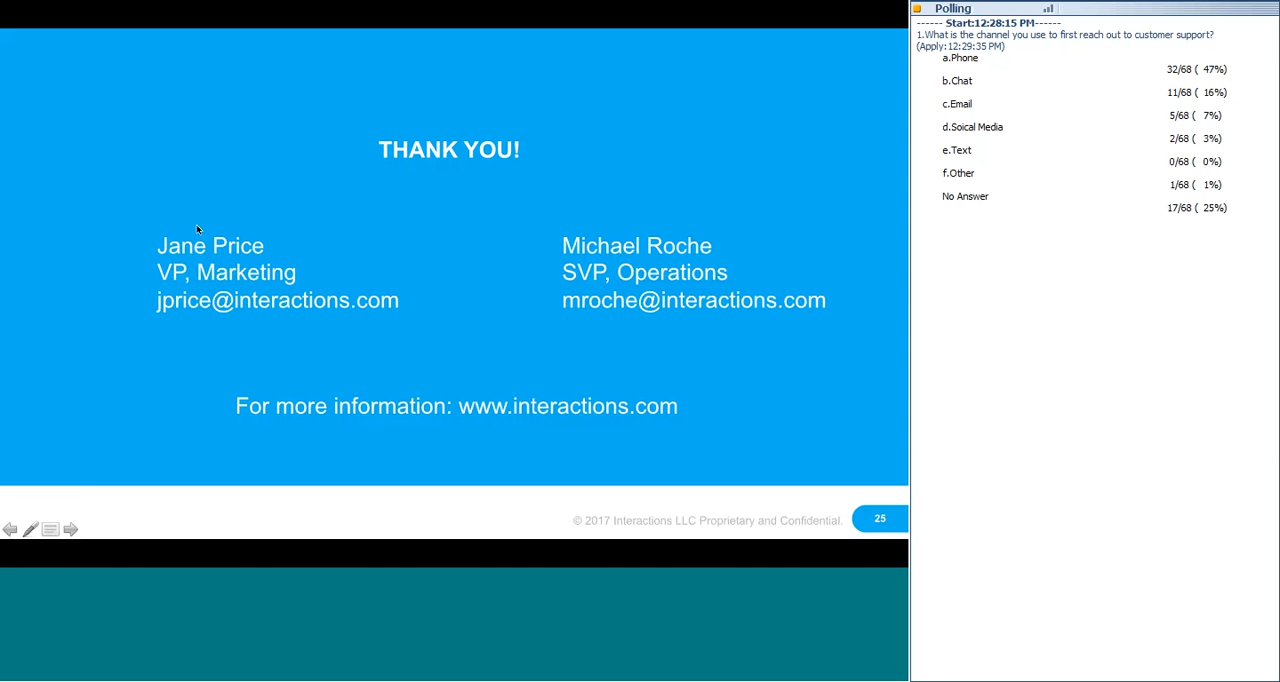 THANK YOU!
Jane Price
VP, Marketing
jprice@interactions.com
Michael Roche
SVP, Operations
mroche@interactions.com
For more information: www.interactions.com
© 2017 Interactions LLC Proprietary and Confidential.
25
Polling
------ Start:12:28:15 PM------
1.What is the channel you use to first reach out to customer support?
(Apply:12:29:35 PM)
a.Phone
32/68 ( 47%)
b.Chat
11/68 ( 16%)
c.Email
5/68 ( 7%)
d.Soical Media
2/68 ( 3%)
e.Text
0/68 ( 0%)
f.Other
1/68 ( 1%)
No Answer
17/68 ( 25%)